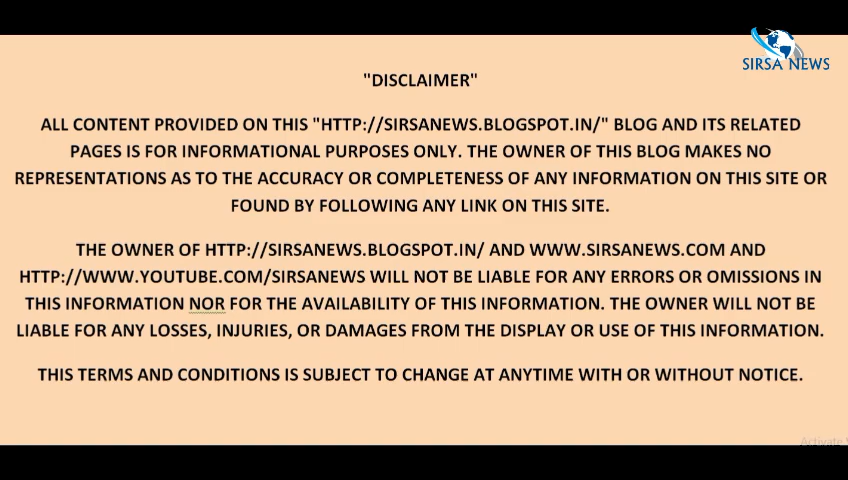 SIRSA NEWS
"DISCLAIMER"
ALL CONTENT PROVIDED ON THIS "HTTP://SIRSANEWS.BLOGSPOT.IN/" BLOG AND ITS RELATED
PAGES IS FOR INFORMATIONAL PURPOSES ONLY. THE OWNER OF THIS BLOG MAKES NO
REPRESENTATIONS AS TO THE ACCURACY OR COMPLETENESS OF ANY INFORMATION ON THIS SITE OR
FOUND BY FOLLOWING ANY LINK ON THIS SITE.
THE OWNER OF HTTP://SIRSANEWS.BLOGSPOT.IN/ AND WWW.SIRSANEWS.COM AND
HTTP://WWW.YOUTUBE.COM/SIRSANEWS WILL NOT BE LIABLE FOR ANY ERRORS OR OMISSIONS IN
THIS INFORMATION NOR FOR THE AVAILABILITY OF THIS INFORMATION. THE OWNER WILL NOT BE
LIABLE FOR ANY LOSSES, INJURIES, OR DAMAGES FROM THE DISPLAY OR USE OF THIS INFORMATION.
THIS TERMS AND CONDITIONS IS SUBJECT TO CHANGE AT ANYTIME WITH OR WITHOUT NOTICE.
Activate